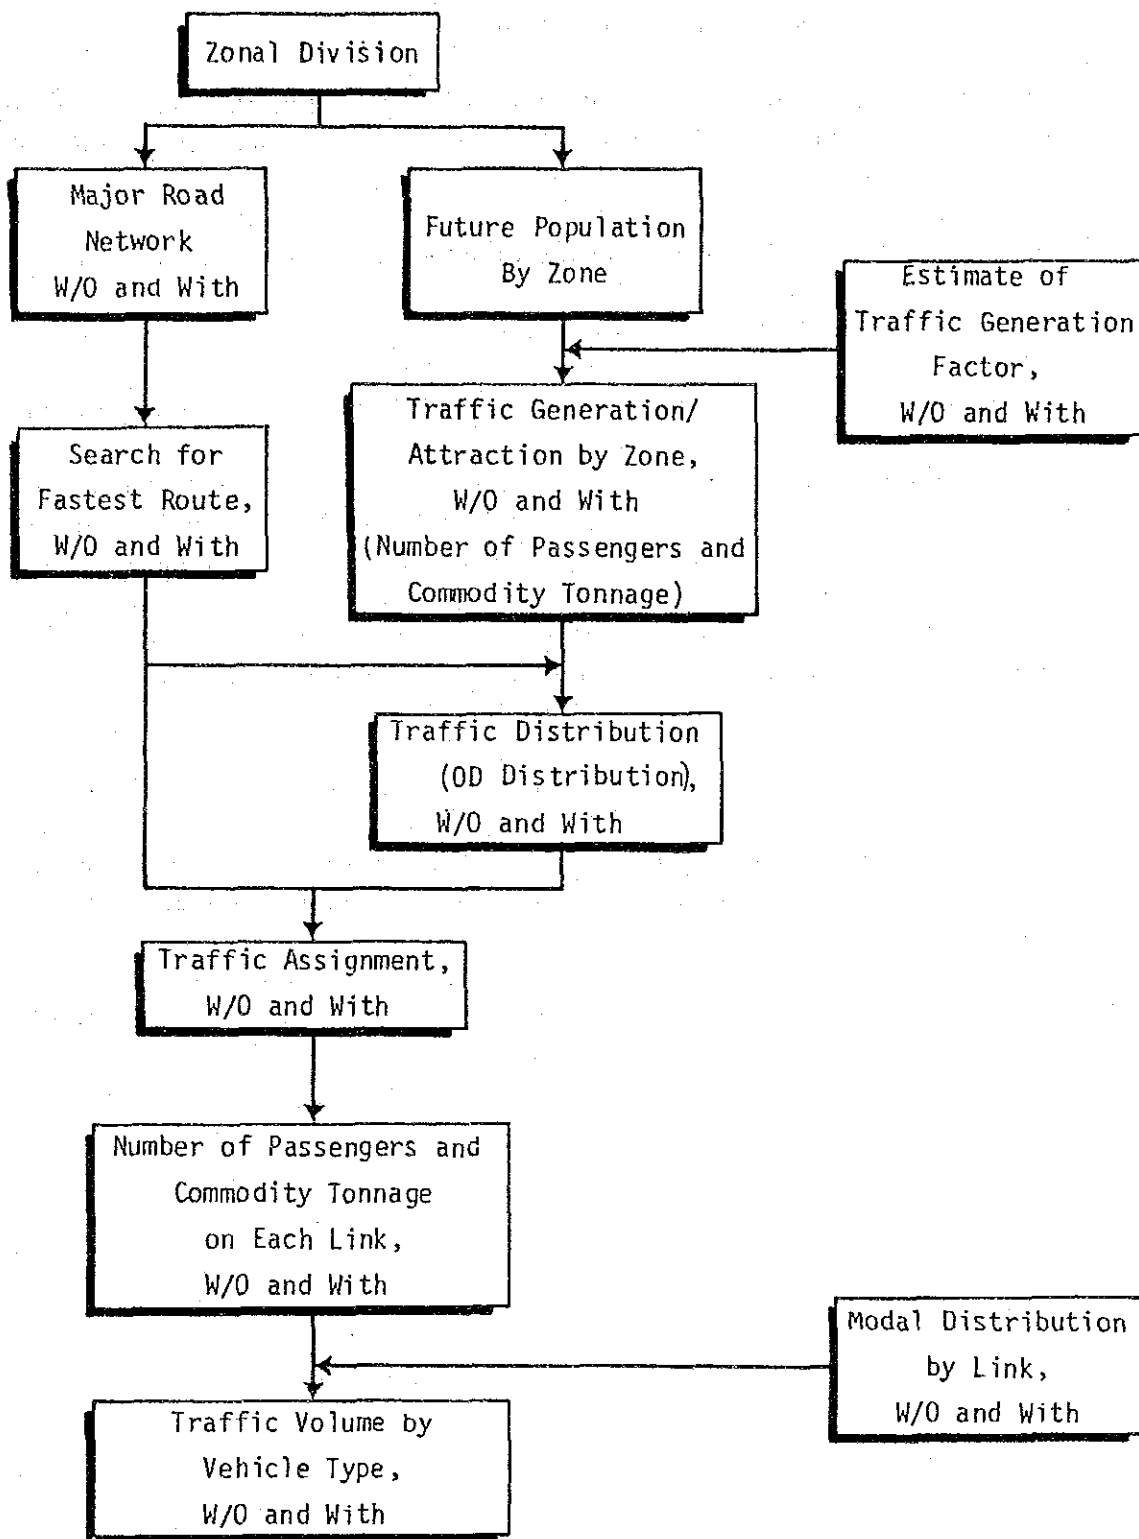 Zonal Division
Major Road
Network
W/O and With
Future Population
By Zone
Estimate of
Traffic Generation
Factor,
W/O and With
Search for
Fastest Route,
W/O and With
Traffic Generation/
Attraction by Zone,
W/O and With
(Number of Passengers and
Commodity Tonnage)
Traffic Distribution
(OD Distribution),
W/O and With
Traffic Assignment,
W/O and With
Number of Passengers and
Commodity Tonnage
on Each Link,
W/O and With
Modal Distribution
by Link,
W/O and With
Traffic Volume by
Vehicle Type,
W/O and With